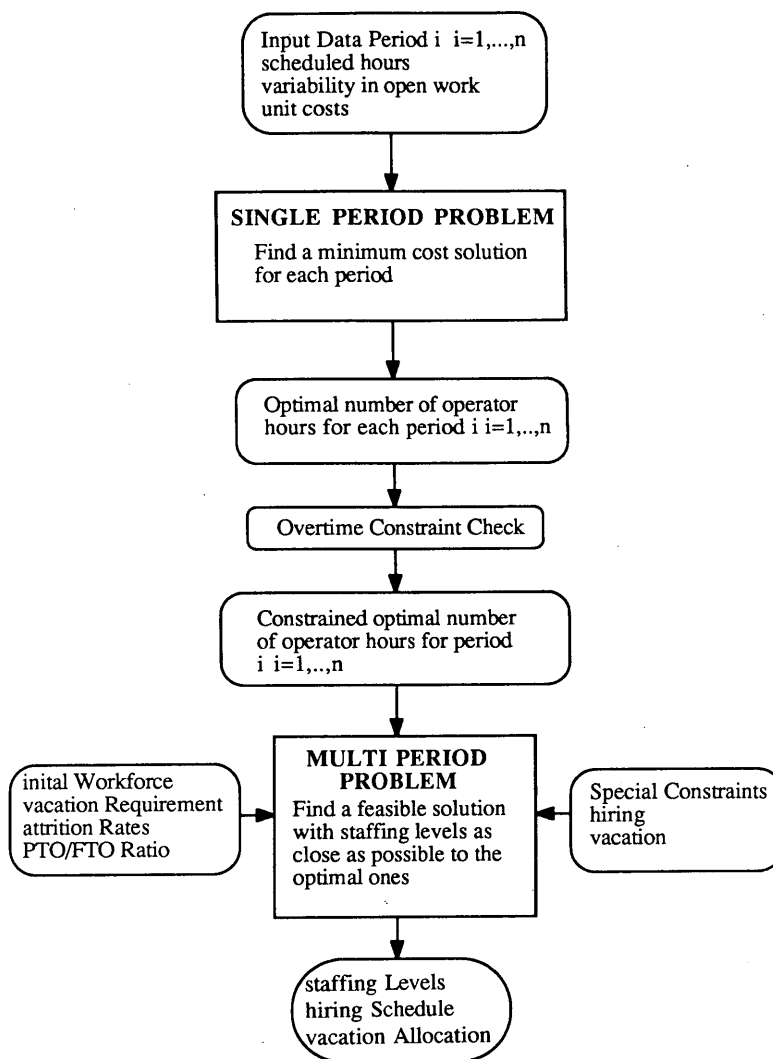 Input Data Period i i=1,...,n
scheduled hours
variability in open work
unit costs
SINGLE PERIOD PROBLEM
Find a minimum cost solution
for each period
Optimal number of operator
hours for each period i i=1,..,n
Overtime Constraint Check
Constrained optimal number
of operator hours for period
i i=1,..,n
inital Workforce
vacation Requirement
attrition Rates
PTO/FTO Ratio
MULTI PERIOD
PROBLEM
Find a feasible solution
with staffing levels as
close as possible to the
optimal ones
Special Constraints
hiring
vacation
staffing Levels
hiring Schedule
vacation Allocation